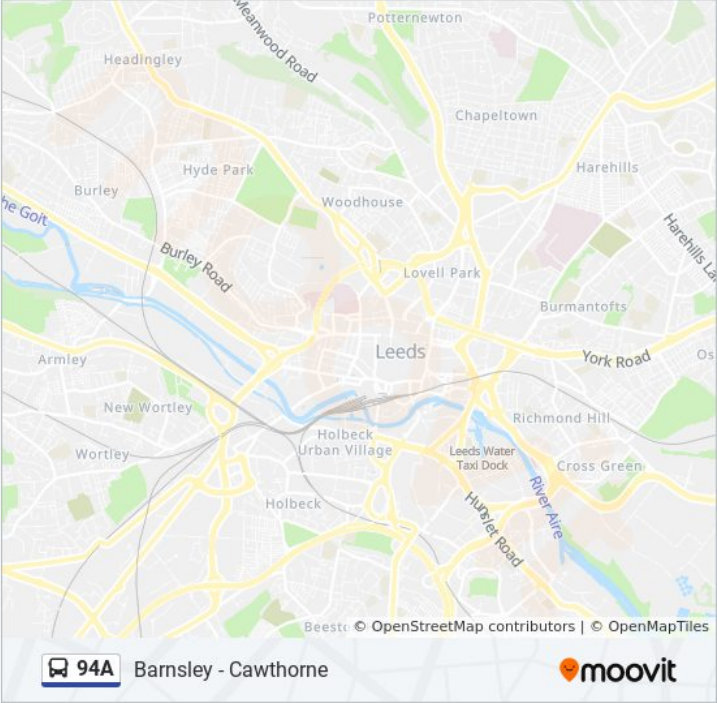 Potternewton
Meanwood Road
Headingley
Chapeltown
Harehills
Hyde Park
Burley
Woodhouse
he Goit
Harehills La
Burley Road
Lovell Park
Burmantofts
Leeds
York Road
Os
Armley
New Wortley
Richmond Hill
Holbeck
Urban Village
Wortley
Leeds Water
Taxi Dock
Cross Green
River Aire
Holbeck
Hunslet Road
Beesto
© OpenStreetMap contributors | © OpenMapTiles
94A Barnsley - Cawthorne
moovit